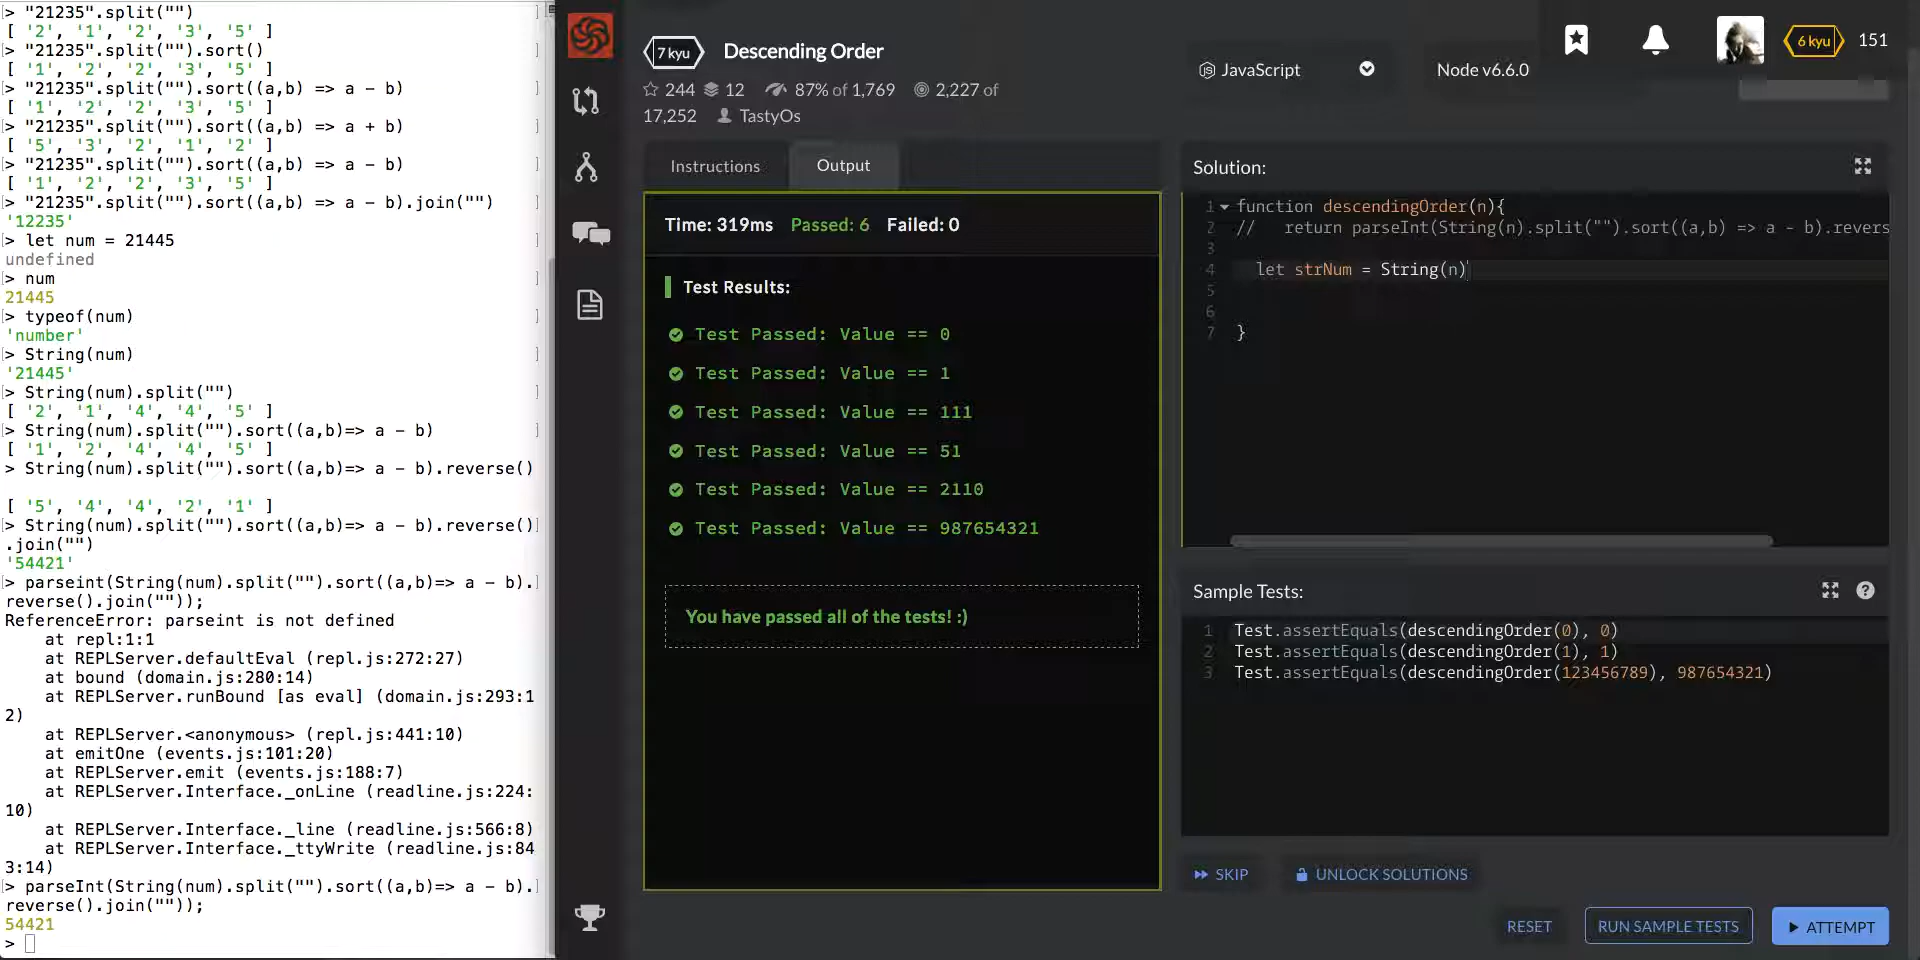 > "21235".split("")
[ '2', '1', '2', '3', '5' ]
> "21235".split("").sort()
[ '1', '2', '2', '3', '5' ]
> "21235".split("").sort((a,b) => a - b)
[ '1', '2', '2', '3', '5' ]
> "21235".split("").sort((a,b) => a + b)
[ '5', '3', '2', '1', '2' ]
> "21235".split("").sort((a,b) => a - b)
[ '1', '2', '2', '3', '5' ]
> "21235".split("").sort((a,b) => a - b).join("")
'12235'
> let num = 21445
undefined
> num
21445
> typeof(num)
'number'
> String(num)
'21445'
> String(num).split("")
[ '2', '1', '4', '4', '5' ]
> String(num).split("").sort((a,b)=> a - b)
[ '1', '2', '4', '4', '5' ]
> String(num).split("").sort((a,b)=> a - b).reverse()
[ '5', '4', '4', '2', '1' ]
> String(num).split("").sort((a,b)=> a - b).reverse()
.join("")
'54421'
> parseint(String(num).split("").sort((a,b)=> a - b).
reverse().join(""));
ReferenceError: parseint is not defined
at repl:1:1
at REPLServer.defaultEval (repl.js:272:27)
at bound (domain.js:280:14)
at REPLServer.runBound [as eval] (domain.js:293:1
2)
at REPLServer.<anonymous> (repl.js:441:10)
at emitOne (events.js:101:20)
at REPLServer.emit (events.js:188:7)
at REPLServer.Interface._onLine (readline.js:224:
10)
at REPLServer.Interface._line (readline.js:566:8)
at REPLServer.Interface._ttyWrite (readline.js:84
3:14)
> parseInt(String(num).split("").sort((a,b)=> a - b).
reverse().join(""));
54421
>
7 kyu Descending Order
244 12 87% of 1,769 2,227 of
17,252 TastyOs
JavaScript
Node v6.6.0
6 kyu 151
Instructions
Output
Time: 319ms Passed: 6 Failed: 0
Test Results:
Test Passed: Value == 0
Test Passed: Value == 1
Test Passed: Value == 111
Test Passed: Value == 51
Test Passed: Value == 2110
Test Passed: Value == 987654321
You have passed all of the tests! :)
Solution:
1 function descendingOrder(n){
2 // return parseInt(String(n).split("").sort((a,b) => a - b).revers
3
4 let strNum = String(n)
5
6
7 }
Sample Tests:
1 Test.assertEquals(descendingOrder(0), 0)
2 Test.assertEquals(descendingOrder(1), 1)
3 Test.assertEquals(descendingOrder(123456789), 987654321)
SKIP
UNLOCK SOLUTIONS
RESET
RUN SAMPLE TESTS
ATTEMPT